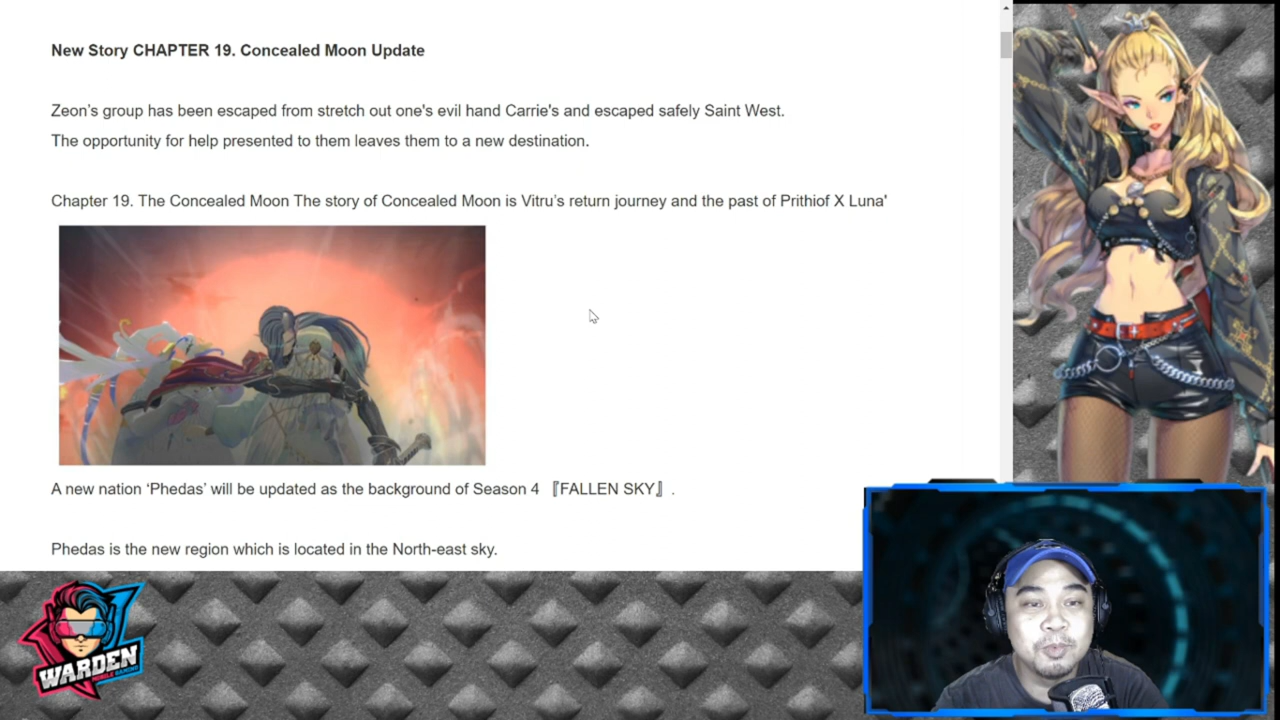 New Story CHAPTER 19. Concealed Moon Update
Zeon's group has been escaped from stretch out one's evil hand Carrie's and escaped safely Saint West.
The opportunity for help presented to them leaves them to a new destination.
Chapter 19. The Concealed Moon The story of Concealed Moon is Vitru's return journey and the past of Prithiof X Luna'
A new nation ‘Phedas’ will be updated as the background of Season 4 『FALLEN SKY』 .
Phedas is the new region which is located in the North-east sky.
WARDEN
MOBILE GAMING